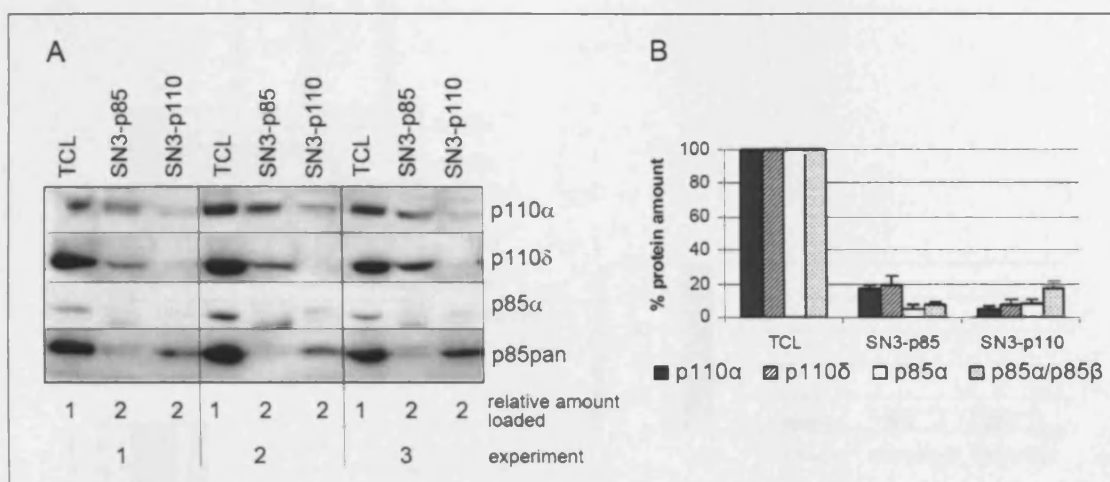 A
TCL SN3-p85 SN3-p110 TCL SN3-p85 SN3-p110 TCL SN3-p85 SN3-p110
p110α
p110δ
p85α
p85pan
1 2 2 1 2 2 1 2 2 relative amount loaded
1 2 3 experiment
B
% protein amount
100
80
60
40
20
0
TCL SN3-p85 SN3-p110
p110α p110δ p85α p85α/p85β